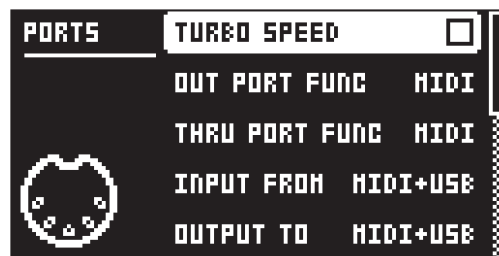 PORTS
TURBO SPEED
OUT PORT FUNC MIDI
THRU PORT FUNC MIDI
INPUT FROM MIDI+USB
OUTPUT TO MIDI+USB